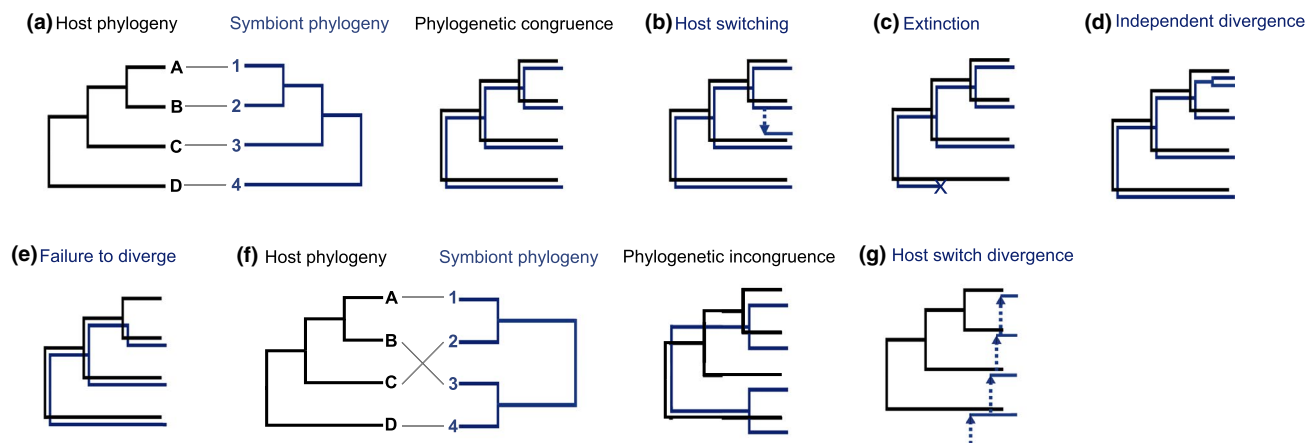 (a) Host phylogeny Symbiont phylogeny Phylogenetic congruence (b) Host switching (c) Extinction (d) Independent divergence
A 1
B 2
C 3
D 4
X
(e) Failure to diverge (f) Host phylogeny Symbiont phylogeny Phylogenetic incongruence (g) Host switch divergence
A 1
B 2
C 3
D 4